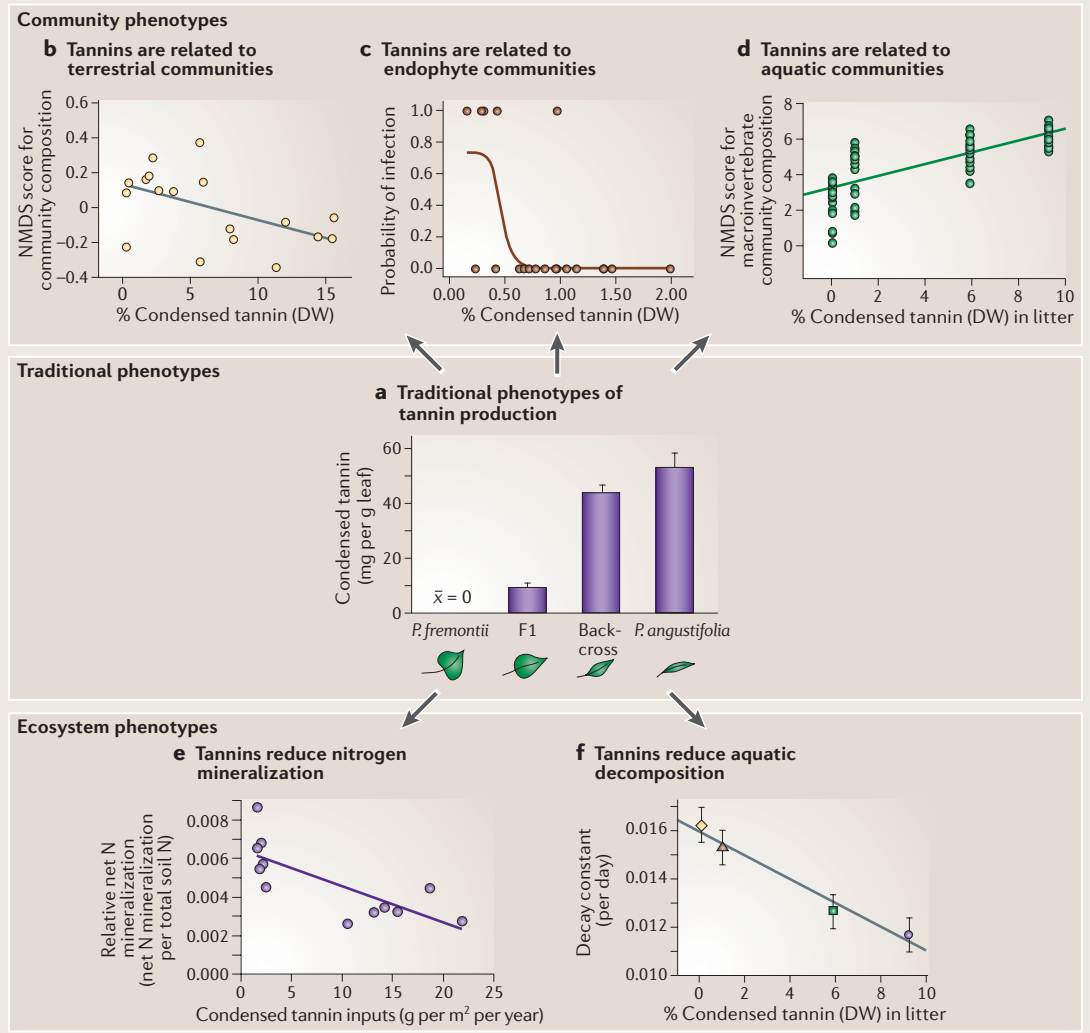 Community phenotypes
b Tannins are related to
terrestrial communities
NMDS score for
community composition
0.6
0.4
0.2
0
−0.2
−0.4
0
5
10
15
% Condensed tannin (DW)
c Tannins are related to
endophyte communities
Probability of infection
1.0
0.8
0.6
0.4
0.2
0.0
0.00
0.50
1.00
1.50
2.00
% Condensed tannin (DW)
d Tannins are related to
aquatic communities
NMDS score for
macroinvertebrate
community composition
8
6
4
2
0
0
2
4
6
8
10
% Condensed tannin (DW) in litter
Traditional phenotypes
a Traditional phenotypes of
tannin production
Condensed tannin
(mg per g leaf)
60
40
20
0
x̄ = 0
P. fremontii
F1
Back-
cross
P. angustifolia
Ecosystem phenotypes
e Tannins reduce nitrogen
mineralization
Relative net N
mineralization
(net N mineralization
per total soil N)
0.008
0.006
0.004
0.002
0.000
0
5
10
15
20
25
Condensed tannin inputs (g per m² per year)
f Tannins reduce aquatic
decomposition
Decay constant
(per day)
0.016
0.014
0.012
0.010
0
2
4
6
8
10
% Condensed tannin (DW) in litter